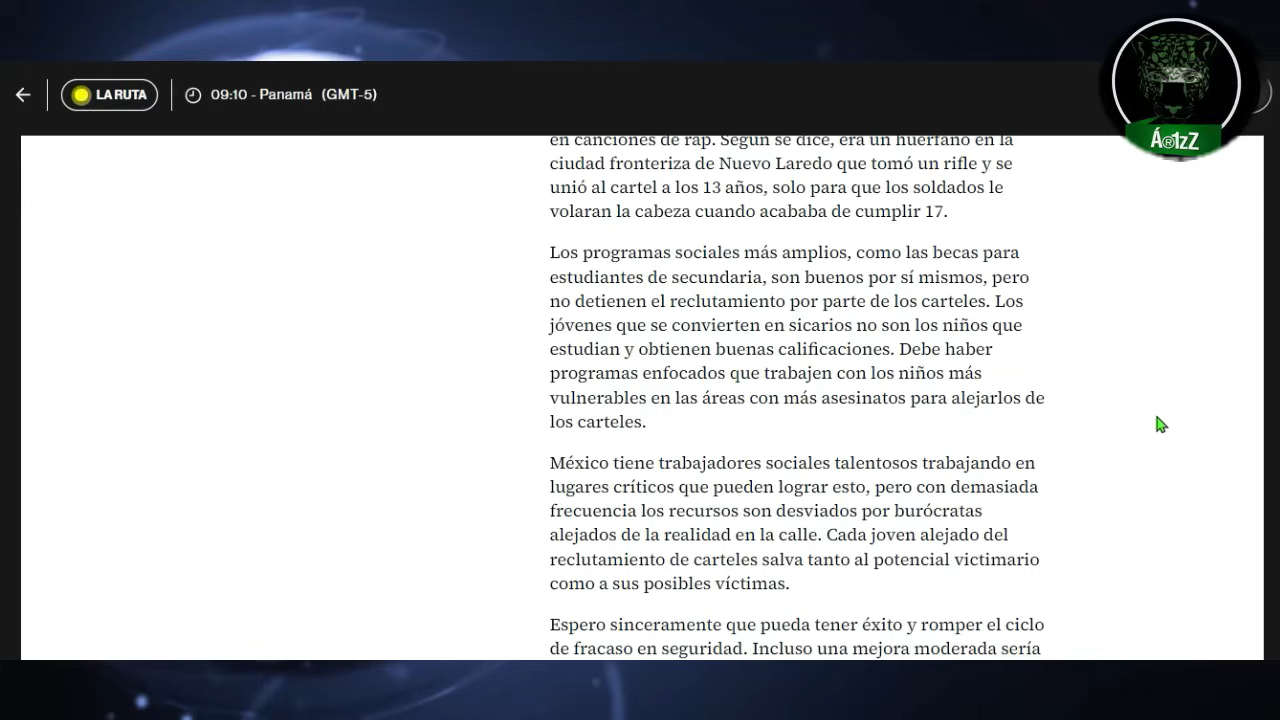 LA RUTA
09:10 - Panamá (GMT-5)
Á®1zZ
en canciones de rap. Según se dice, era un huérfano en la
ciudad fronteriza de Nuevo Laredo que tomó un rifle y se
unió al cartel a los 13 años, solo para que los soldados le
volaran la cabeza cuando acababa de cumplir 17.
Los programas sociales más amplios, como las becas para
estudiantes de secundaria, son buenos por sí mismos, pero
no detienen el reclutamiento por parte de los carteles. Los
jóvenes que se convierten en sicarios no son los niños que
estudian y obtienen buenas calificaciones. Debe haber
programas enfocados que trabajen con los niños más
vulnerables en las áreas con más asesinatos para alejarlos de
los carteles.
México tiene trabajadores sociales talentosos trabajando en
lugares críticos que pueden lograr esto, pero con demasiada
frecuencia los recursos son desviados por burócratas
alejados de la realidad en la calle. Cada joven alejado del
reclutamiento de carteles salva tanto al potencial victimario
como a sus posibles víctimas.
Espero sinceramente que pueda tener éxito y romper el ciclo
de fracaso en seguridad. Incluso una mejora moderada sería